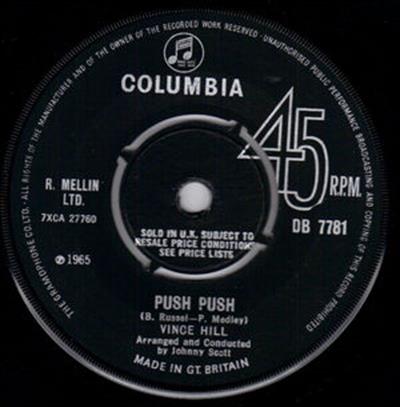 ALL RIGHTS OF THE MANUFACTURER AND OF THE OWNER OF THE RECORDED WORK RESERVED · UNAUTHORISED PUBLIC PERFORMANCE BROADCASTING AND COPYING OF THIS RECORD PROHIBITED
THE GRAMOPHONE CO. LTD.
COLUMBIA
45
R.P.M.
R. MELLIN
LTD.
7XCA 27760
DB 7781
SOLD IN U.K. SUBJECT TO
RESALE PRICE CONDITIONS
SEE PRICE LISTS
℗ 1965
PUSH PUSH
(B. Russel—P. Medley)
VINCE HILL
Arranged and Conducted
by Johnny Scott
MADE IN GT. BRITAIN